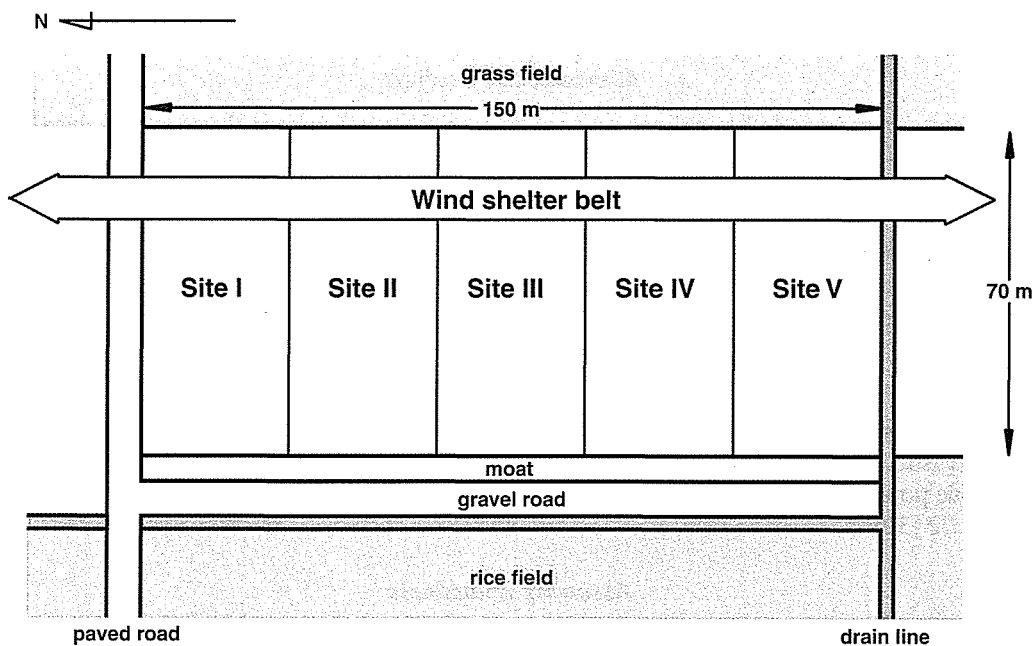 N
grass field
150 m
Wind shelter belt
Site I
Site II
Site III
Site IV
Site V
70 m
moat
gravel road
rice field
paved road
drain line